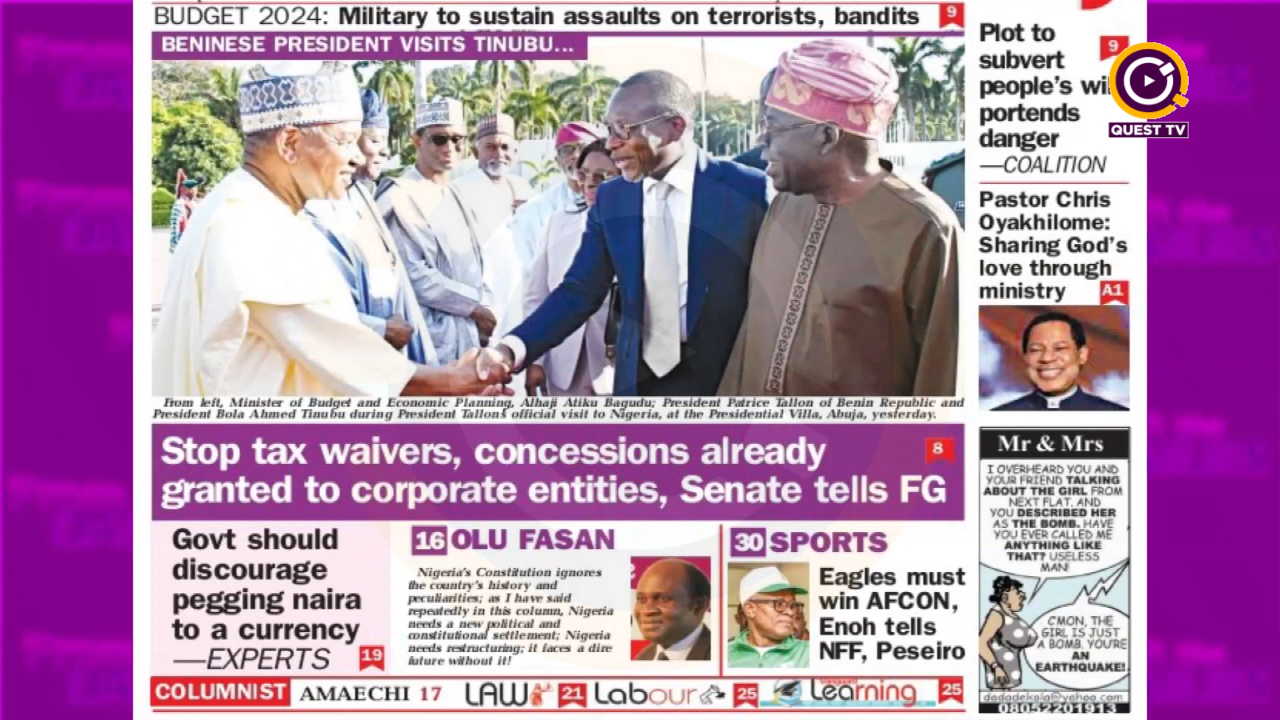 BUDGET 2024: Military to sustain assaults on terrorists, bandits 9
BENINESE PRESIDENT VISITS TINUBU...
From left, Minister of Budget and Economic Planning, Alhaji Atiku Bagudu; President Patrice Tallon of Benin Republic and
President Bola Ahmed Tinubu during President Tallons official visit to Nigeria, at the Presidential Villa, Abuja, yesterday.
Stop tax waivers, concessions already 8
granted to corporate entities, Senate tells FG
Govt should
discourage
pegging naira
to a currency
—EXPERTS 19
16 OLU FASAN
Nigeria's Constitution ignores
the country's history and
peculiarities; as I have said
repeatedly in this column, Nigeria
needs a new political and
constitutional settlement; Nigeria
needs restructuring; it faces a dire
future without it!
30 SPORTS
Eagles must
win AFCON,
Enoh tells
NFF, Peseiro
COLUMNIST AMAECHI 17 LAW 21 Labour 25 Vanguard Learning 25
Plot to
subvert 9
people's
portends
danger
—COALITION
QUEST TV
Pastor Chris
Oyakhilome:
Sharing God's
love through
ministry A1
Mr & Mrs
I OVERHEARD YOU AND
YOUR FRIEND TALKING
ABOUT THE GIRL FROM
NEXT FLAT. AND
YOU DESCRIBED HER
AS THE BOMB. HAVE
YOU EVER CALLED ME
ANYTHING LIKE
THAT? USELESS
MAN!
C'MON, THE
GIRL IS JUST
A BOMB. YOU'RE
AN
EARTHQUAKE!
dadadekola@yahoo.com
08052201913